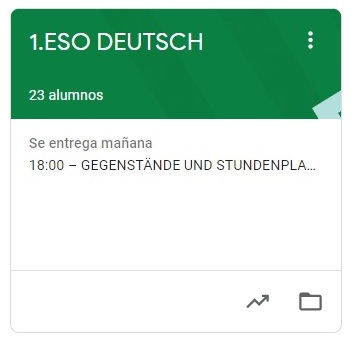 1.ESO DEUTSCH
23 alumnos
Se entrega mañana
18:00 – GEGENSTÄNDE UND STUNDENPLA...